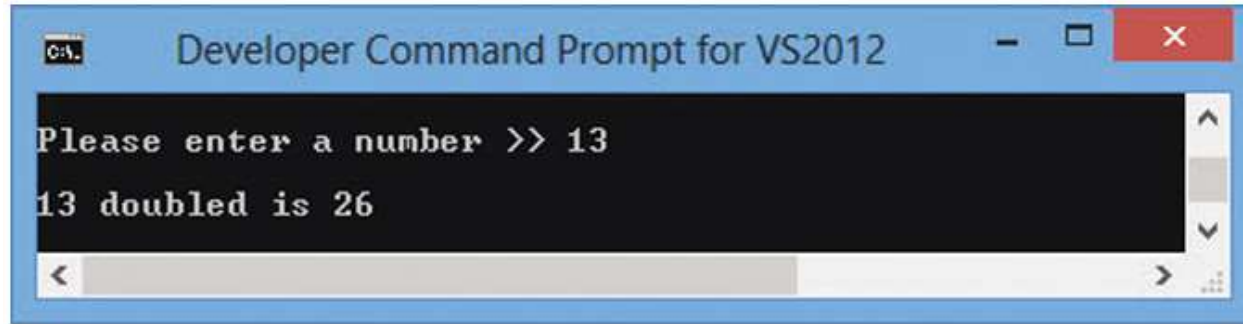 C:\.
Developer Command Prompt for VS2012
Please enter a number >> 13
13 doubled is 26